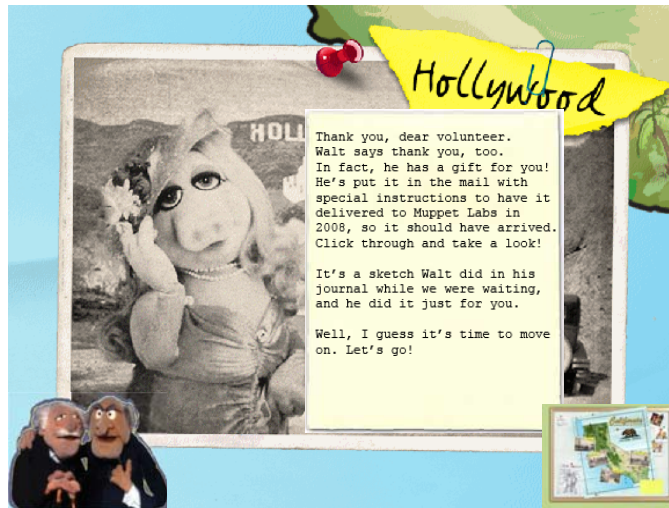 Hollywood
HOLL
Thank you, dear volunteer.
Walt says thank you, too.
In fact, he has a gift for you!
He's put it in the mail with
special instructions to have it
delivered to Muppet Labs in
2008, so it should have arrived.
Click through and take a look!
It's a sketch Walt did in his
journal while we were waiting,
and he did it just for you.
Well, I guess it's time to move
on. Let's go!
California